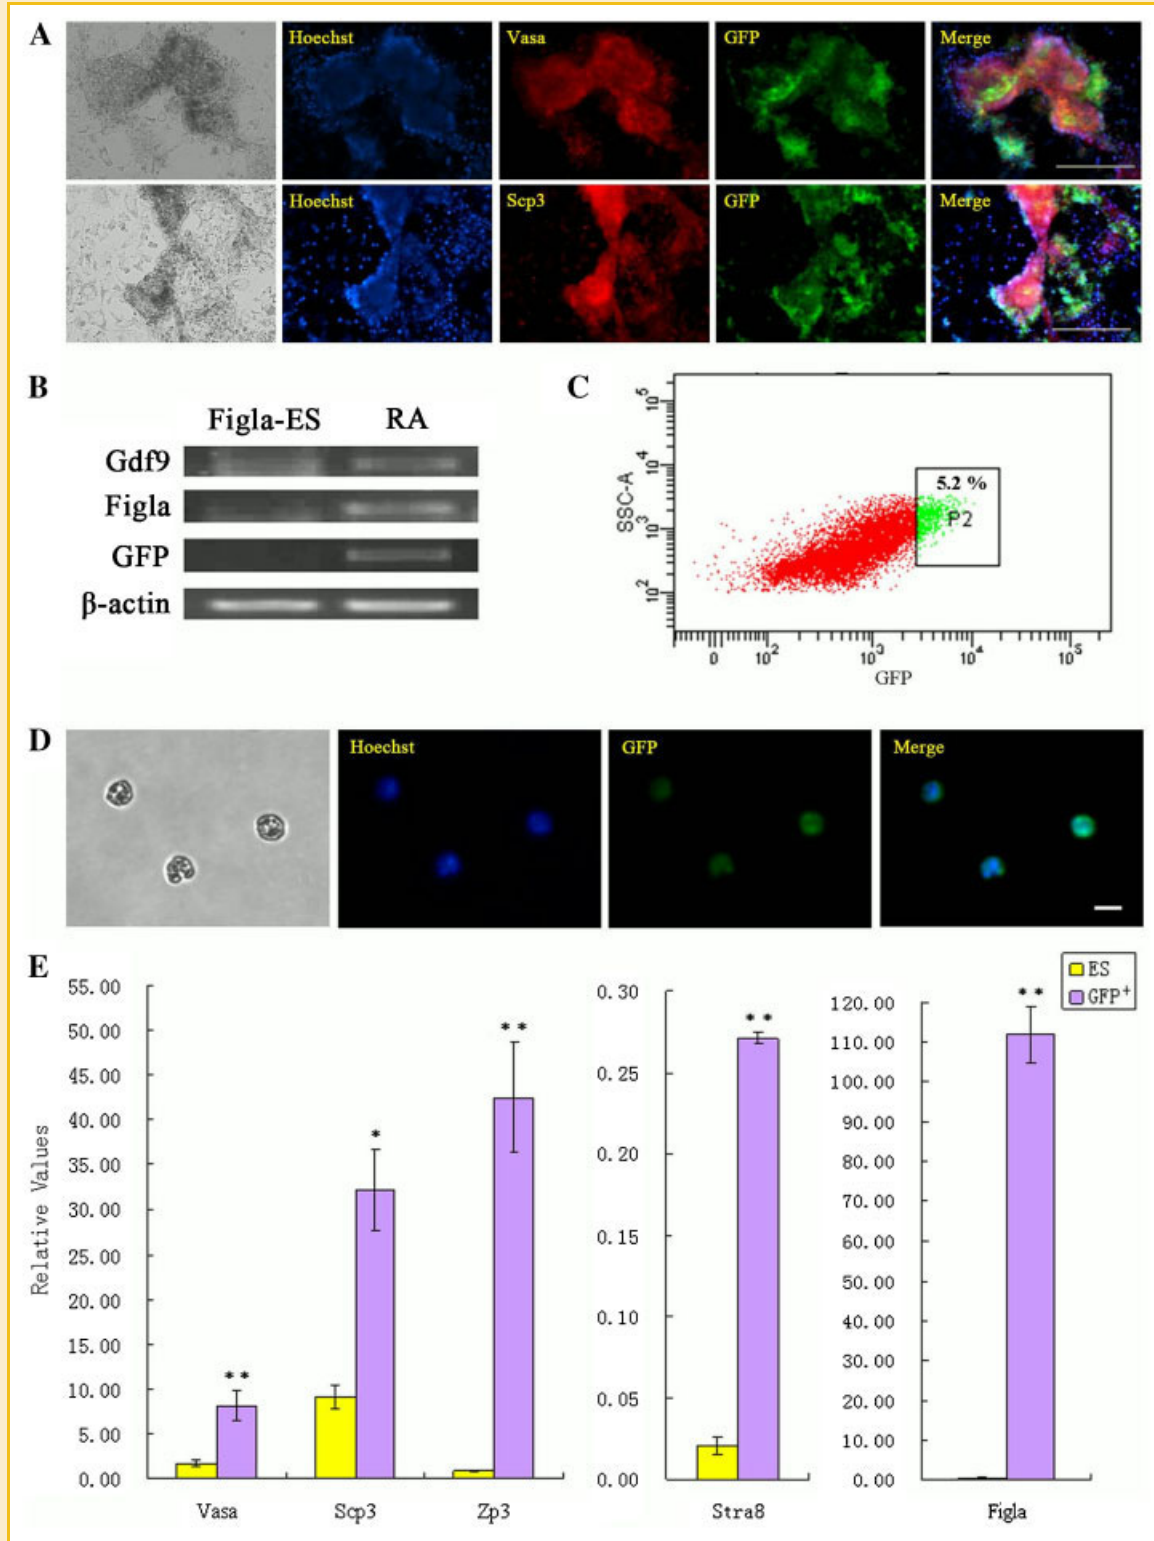 A
Hoechst Vasa GFP Merge
Hoechst Scp3 GFP Merge
B
Figla-ES RA
Gdf9
Figla
GFP
β-actin
C
SSC-A
10^5
10^4
10^3
10^2
5.2 %
P2
0 10^2 10^3 10^4 10^5
GFP
D
Hoechst GFP Merge
E
Relative Values
55.00
50.00
45.00
40.00
35.00
30.00
25.00
20.00
15.00
10.00
5.00
0.00
** * **
Vasa Scp3 Zp3
0.30
0.25
0.20
0.15
0.10
0.05
0.00
**
Stra8
ES
GFP+
120.00
110.00
100.00
90.00
80.00
70.00
60.00
50.00
40.00
30.00
20.00
10.00
0.00
**
Figla